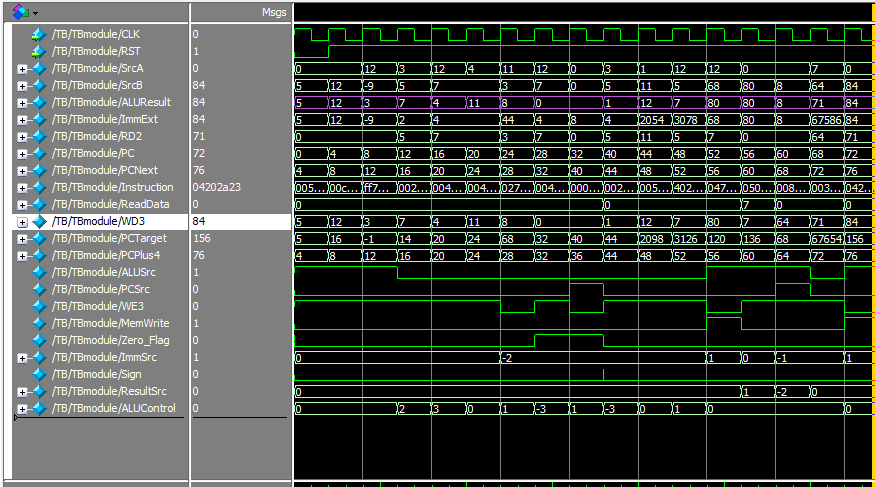 Msgs
/TB/TBmodule/CLK 0
/TB/TBmodule/RST 1
/TB/TBmodule/SrcA 0 0 12 3 12 4 11 12 0 3 1 12 12 0 7 0
/TB/TBmodule/SrcB 84 5 12 -9 5 7 3 7 0 5 11 5 68 80 8 64 84
/TB/TBmodule/ALUResult 84 5 12 3 7 4 11 8 0 1 12 7 80 80 8 71 84
/TB/TBmodule/ImmExt 84 5 12 -9 2 4 44 4 8 4 2054 3078 68 80 8 67586 84
/TB/TBmodule/RD2 71 0 5 7 3 7 0 5 11 5 7 0 64 71
/TB/TBmodule/PC 72 0 4 8 12 16 20 24 28 32 40 44 48 52 56 60 68 72
/TB/TBmodule/PCNext 76 4 8 12 16 20 24 28 32 40 44 48 52 56 60 68 72 76
/TB/TBmodule/Instruction 04202a23 005... 00c... ff7... 002... 004... 004... 027... 004... 000... 002... 005... 402... 047... 050... 008... 003... 042...
/TB/TBmodule/ReadData 0 0 0 7 0
/TB/TBmodule/WD3 84 5 12 3 7 4 11 8 0 1 12 7 80 7 64 71 84
/TB/TBmodule/PCTarget 156 5 16 -1 14 20 24 68 32 40 44 2098 3126 120 136 68 67654 156
/TB/TBmodule/PCPlus4 76 4 8 12 16 20 24 28 32 36 44 48 52 56 60 64 72 76
/TB/TBmodule/ALUSrc 1
/TB/TBmodule/PCSrc 0
/TB/TBmodule/WE3 0
/TB/TBmodule/MemWrite 1
/TB/TBmodule/Zero_Flag 0
/TB/TBmodule/ImmSrc 1 0 -2 1 0 -1 1
/TB/TBmodule/Sign 0
/TB/TBmodule/ResultSrc 0 0 1 -2 0
/TB/TBmodule/ALUControl 0 0 2 3 0 1 -3 1 -3 0 1 0 0